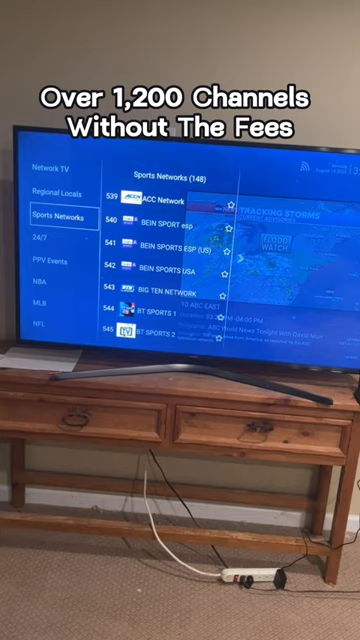 Over 1,200 Channels
Without The Fees
Network TV
Regional Locals
Sports Networks
24/7
PPV Events
NBA
MLB
NFL
Sports Networks (148)
539 ACC Network
540 BEIN SPORT esp
541 BEIN SPORTS ESP (US)
542 BEIN SPORTS USA
543 BIG TEN NETWORK
544 BT SPORTS 1
545 BT SPORTS 2
TRACKING STORMS
FLOOD
WATCH
10 ABC EAST
ABC World News Tonight With David Muir